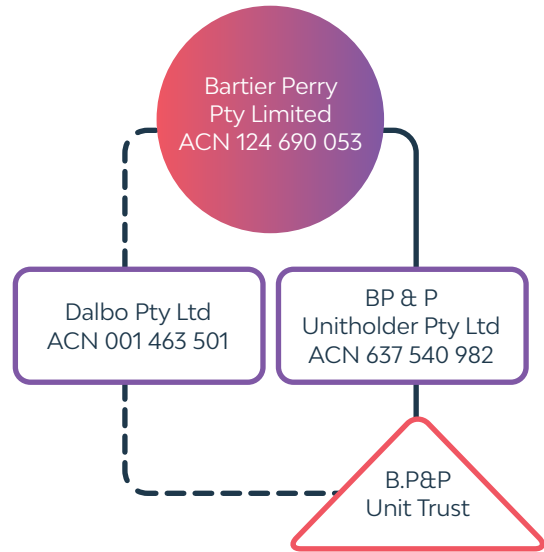 Bartier Perry
Pty Limited
ACN 124 690 053
Dalbo Pty Ltd
ACN 001 463 501
BP & P
Unitholder Pty Ltd
ACN 637 540 982
B.P&P
Unit Trust